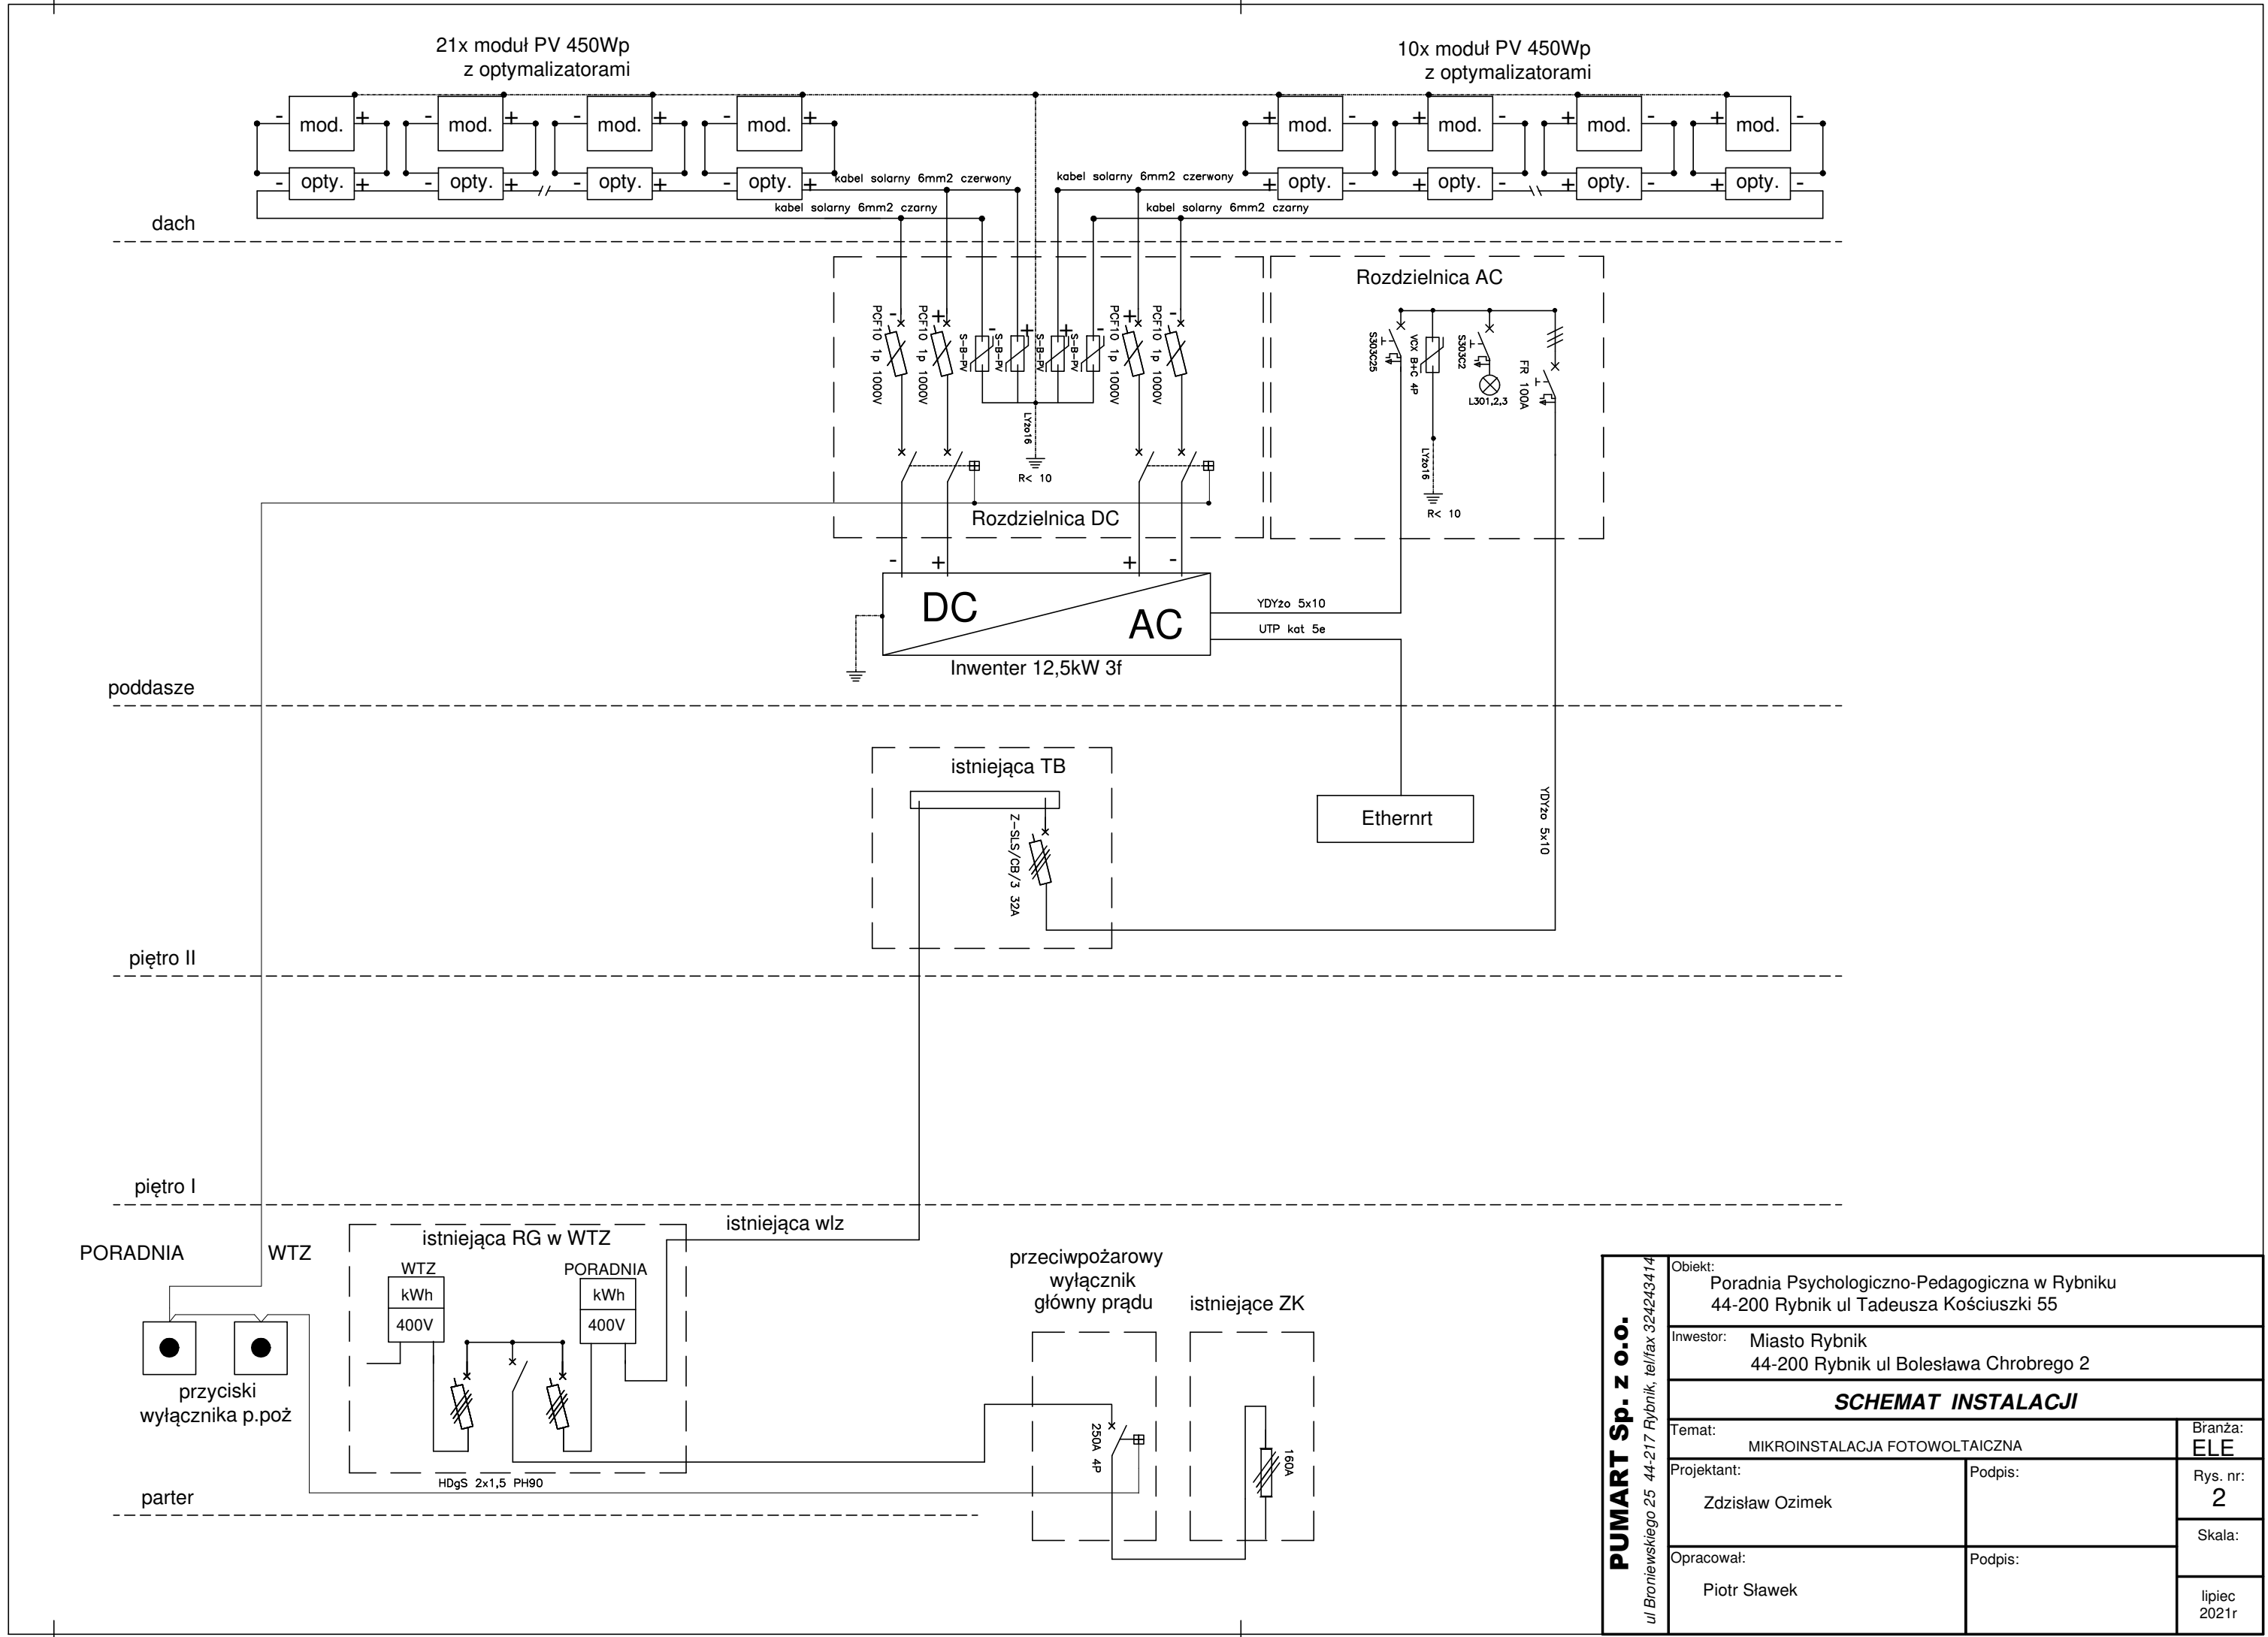 21x moduł PV 450Wp
z optymalizatorami
10x moduł PV 450Wp
z optymalizatorami
- mod. +
- mod. +
- mod. +
- mod. +
+ mod. -
+ mod. -
+ mod. -
+ mod. -
- opty. +
- opty. +
- opty. +
- opty. +
+ opty. -
+ opty. -
+ opty. -
+ opty. -
kabel solarny 6mm2 czerwony
kabel solarny 6mm2 czerwony
kabel solarny 6mm2 czarny
kabel solarny 6mm2 czarny
dach
PCF10 1p 1000V
-
PCF10 1p 1000V
+
S-B-PV
-
S-B-PV
+
S-B-PV
+
S-B-PV
-
PCF10 1p 1000V
+
PCF10 1p 1000V
-
LYżo16
R< 10
Rozdzielnica DC
Rozdzielnica AC
S303C25
VCX B+C 4P
S303C2
L301,2,3
FR 100A
LYżo16
R< 10
- +
+ -
DC
AC
Inwenter 12,5kW 3f
YDYżo 5x10
UTP kat 5e
poddasze
istniejąca TB
Z-SLS/CB/3 32A
Ethernrt
YDYżo 5x10
piętro II
piętro I
PORADNIA
WTZ
przyciski
wyłącznika p.poż
istniejąca RG w WTZ
WTZ
kWh
400V
PORADNIA
kWh
400V
istniejąca wlz
HDgS 2x1,5 PH90
przeciwpożarowy
wyłącznik
główny prądu
250A 4P
istniejące ZK
160A
parter
PUMART Sp. z o.o.
ul Broniewskiego 25 44-217 Rybnik, tel/fax 324243414
Obiekt:
Poradnia Psychologiczno-Pedagogiczna w Rybniku
44-200 Rybnik ul Tadeusza Kościuszki 55
Inwestor:
Miasto Rybnik
44-200 Rybnik ul Bolesława Chrobrego 2
SCHEMAT INSTALACJI
Temat:
MIKROINSTALACJA FOTOWOLTAICZNA
Branża:
ELE
Projektant:
Zdzisław Ozimek
Podpis:
Rys. nr:
2
Skala:
Opracował:
Piotr Sławek
Podpis:
lipiec
2021r